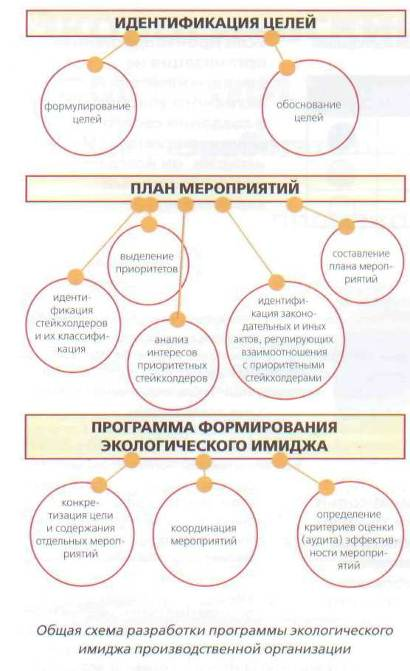 ИДЕНТИФИКАЦИЯ ЦЕЛЕЙ
формулирование
целей
обоснование
целей
ПЛАН МЕРОПРИЯТИЙ
иденти-
фикация
стейкхолдеров
и их классифи-
кация
выделение
приоритетов
анализ
интересов
приоритетных
стейкхолдеров
идентифи-
кация законо-
дательных и иных
актов, регулирующих
взаимоотношения
с приоритетными
стейкхолдерами
составление
плана меропр-
иятий
ПРОГРАММА ФОРМИРОВАНИЯ
ЭКОЛОГИЧЕСКОГО ИМИДЖА
конкре-
тизация цели
и содержания
отдельных мероп-
риятий
координация
мероприятий
определение
критериев оценки
(аудита) эффектив-
ности мероприя-
ятий
Общая схема разработки программы экологического
имиджа производственной организации